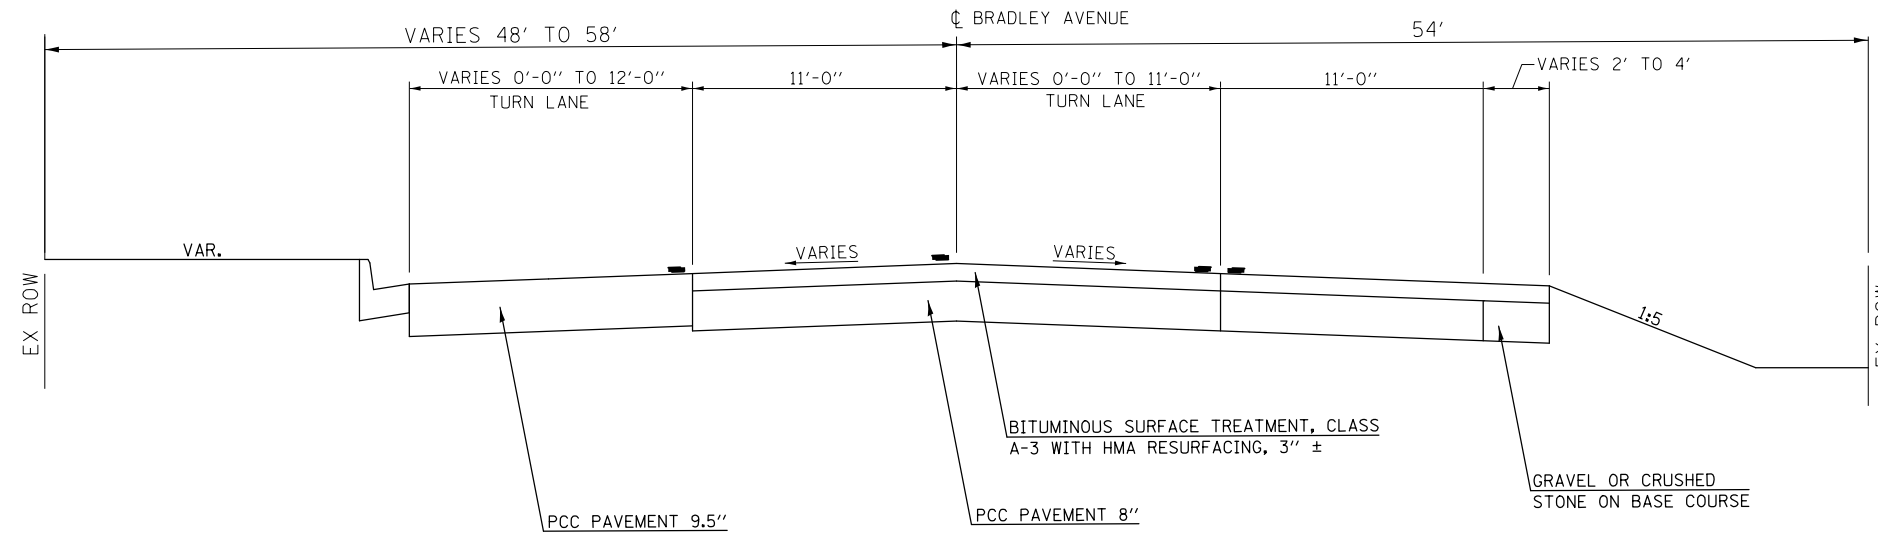 ℄ BRADLEY AVENUE
VARIES 48' TO 58'
54'
VARIES 0'-0" TO 12'-0"
TURN LANE
11'-0"
VARIES 0'-0" TO 11'-0"
TURN LANE
11'-0"
VARIES 2' TO 4'
VAR.
VARIES
VARIES
EX ROW
EX ROW
1:5
BITUMINOUS SURFACE TREATMENT, CLASS
A-3 WITH HMA RESURFACING, 3" ±
GRAVEL OR CRUSHED
STONE ON BASE COURSE
PCC PAVEMENT 9.5"
PCC PAVEMENT 8"